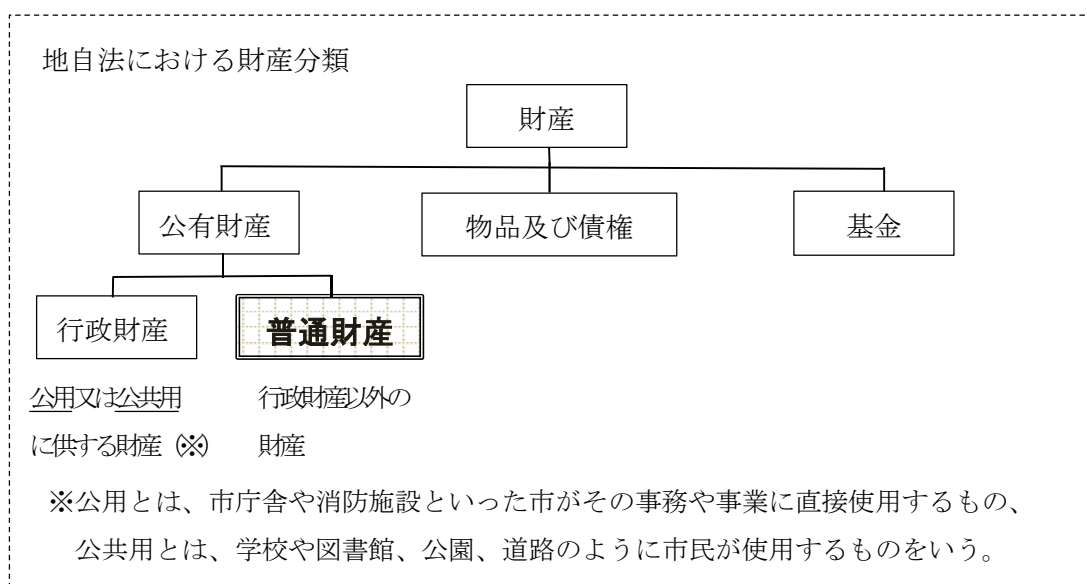 地自法における財産分類
財産
公有財産
物品及び債権
基金
行政財産
普通財産
公用又は公共用
に供する財産（※）
行政財産以外の
財産
※公用とは、市庁舎や消防施設といった市がその事務や事業に直接使用するもの、
公共用とは、学校や図書館、公園、道路のように市民が使用するものをいう。